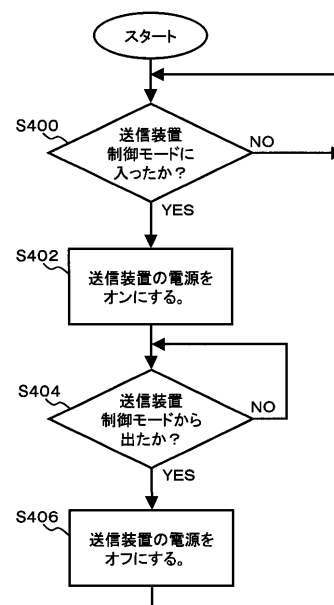 スタート
S400
送信装置
制御モードに
入ったか？
NO
YES
S402
送信装置の電源を
オンにする。
S404
送信装置
制御モードから
出たか？
NO
YES
S406
送信装置の電源を
オフにする。